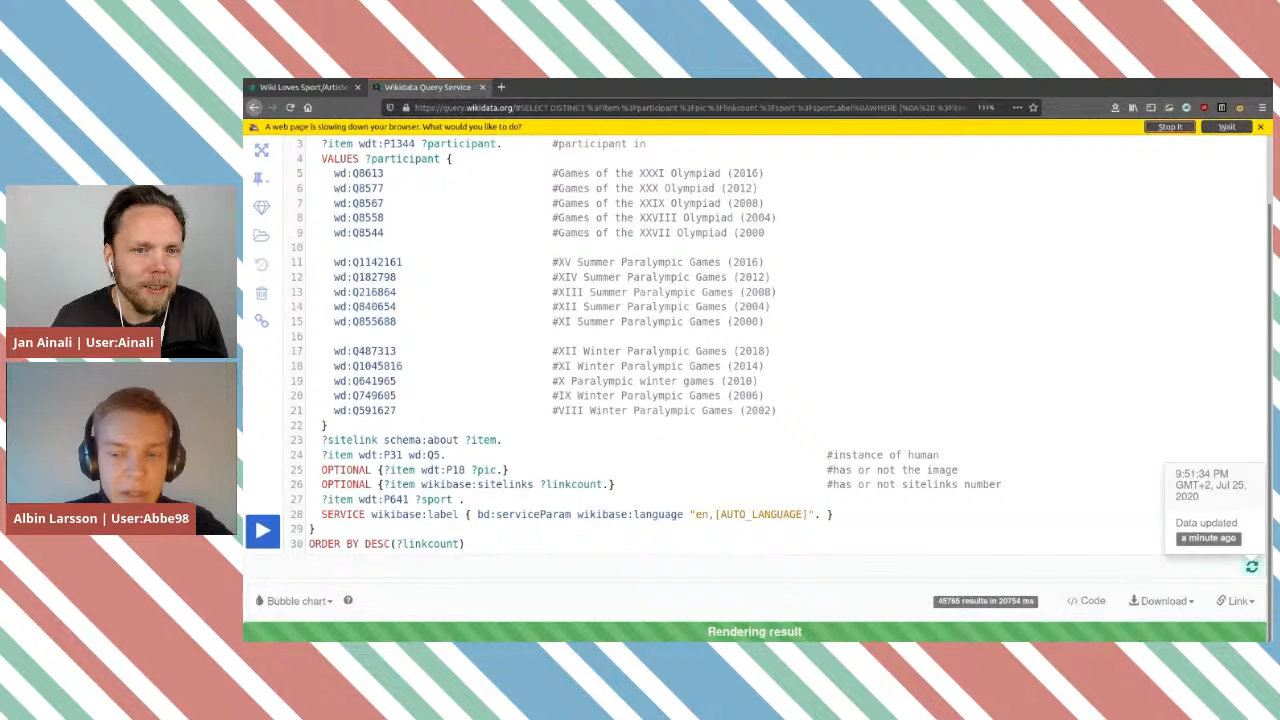 Wiki Loves Sport/Article
Wikidata Query Service
133%
A web page is slowing down your browser. What would you like to do?
Stop It
Wait
3 ?item wdt:P1344 ?participant. #participant in
4 VALUES ?participant {
5 wd:Q8613 #Games of the XXXI Olympiad (2016)
6 wd:Q8577 #Games of the XXX Olympiad (2012)
7 wd:Q8567 #Games of the XXIX Olympiad (2008)
8 wd:Q8558 #Games of the XXVIII Olympiad (2004)
9 wd:Q8544 #Games of the XXVII Olympiad (2000
10
11 wd:Q1142161 #XV Summer Paralympic Games (2016)
12 wd:Q182798 #XIV Summer Paralympic Games (2012)
13 wd:Q216864 #XIII Summer Paralympic Games (2008)
14 wd:Q840654 #XII Summer Paralympic Games (2004)
15 wd:Q855688 #XI Summer Paralympic Games (2000)
16
17 wd:Q487313 #XII Winter Paralympic Games (2018)
18 wd:Q1045816 #XI Winter Paralympic Games (2014)
19 wd:Q641965 #X Paralympic winter games (2010)
20 wd:Q749605 #IX Winter Paralympic Games (2006)
21 wd:Q591627 #VIII Winter Paralympic Games (2002)
22 }
23 ?sitelink schema:about ?item.
24 ?item wdt:P31 wd:Q5. #instance of human
25 OPTIONAL {?item wdt:P18 ?pic.} #has or not the image
26 OPTIONAL {?item wikibase:sitelinks ?linkcount.} #has or not sitelinks number
27 ?item wdt:P641 ?sport .
28 SERVICE wikibase:label { bd:serviceParam wikibase:language "en,[AUTO_LANGUAGE]". }
29 }
30 ORDER BY DESC(?linkcount)
9:51:34 PM
GMT+2, Jul 25,
2020
Data updated
a minute ago
Bubble chart
45765 results in 20754 ms
</> Code
Download
Link
Rendering result
Jan Ainali | User:Ainali
Albin Larsson | User:Abbe98